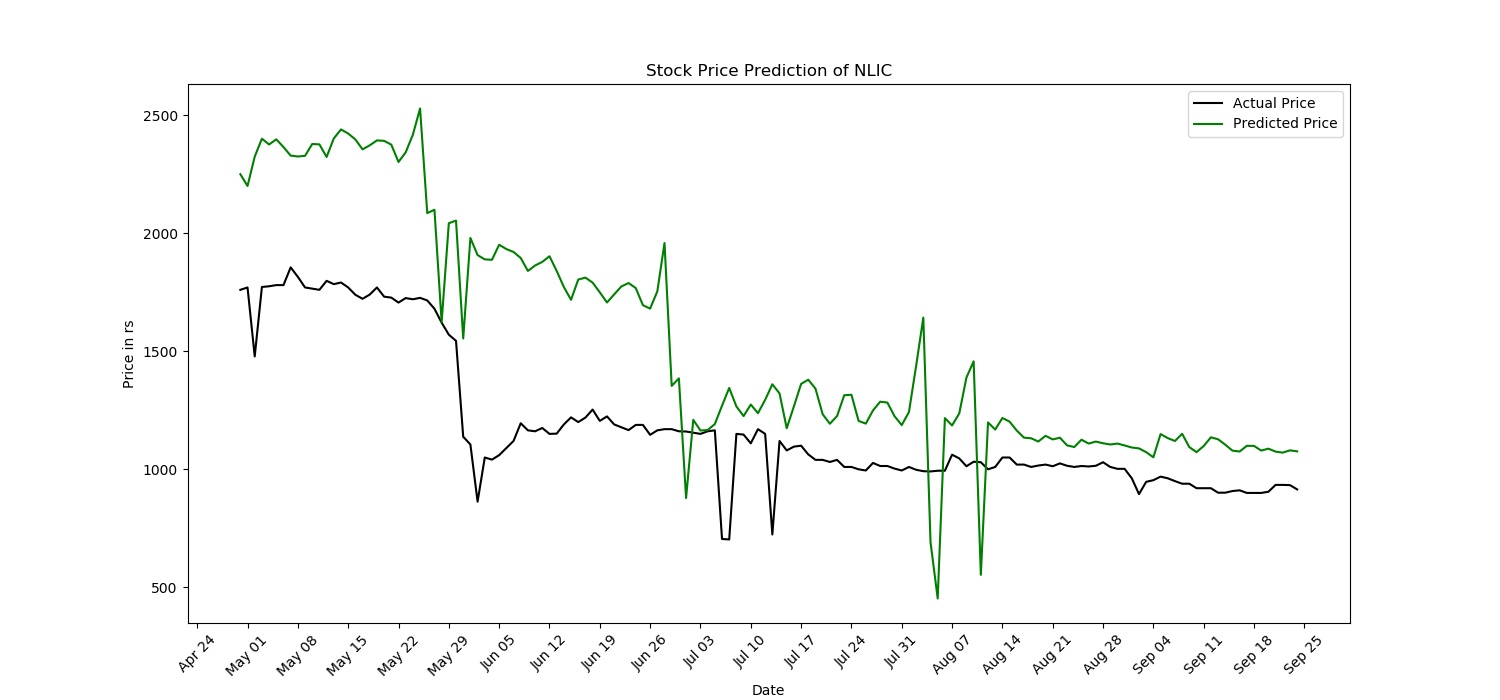 Stock Price Prediction of NLIC
Actual Price
Predicted Price
2500
2000
1500
1000
500
Price in rs
Apr 24
May 01
May 08
May 15
May 22
May 29
Jun 05
Jun 12
Jun 19
Jun 26
Jul 03
Jul 10
Jul 17
Jul 24
Jul 31
Aug 07
Aug 14
Aug 21
Aug 28
Sep 04
Sep 11
Sep 18
Sep 25
Date